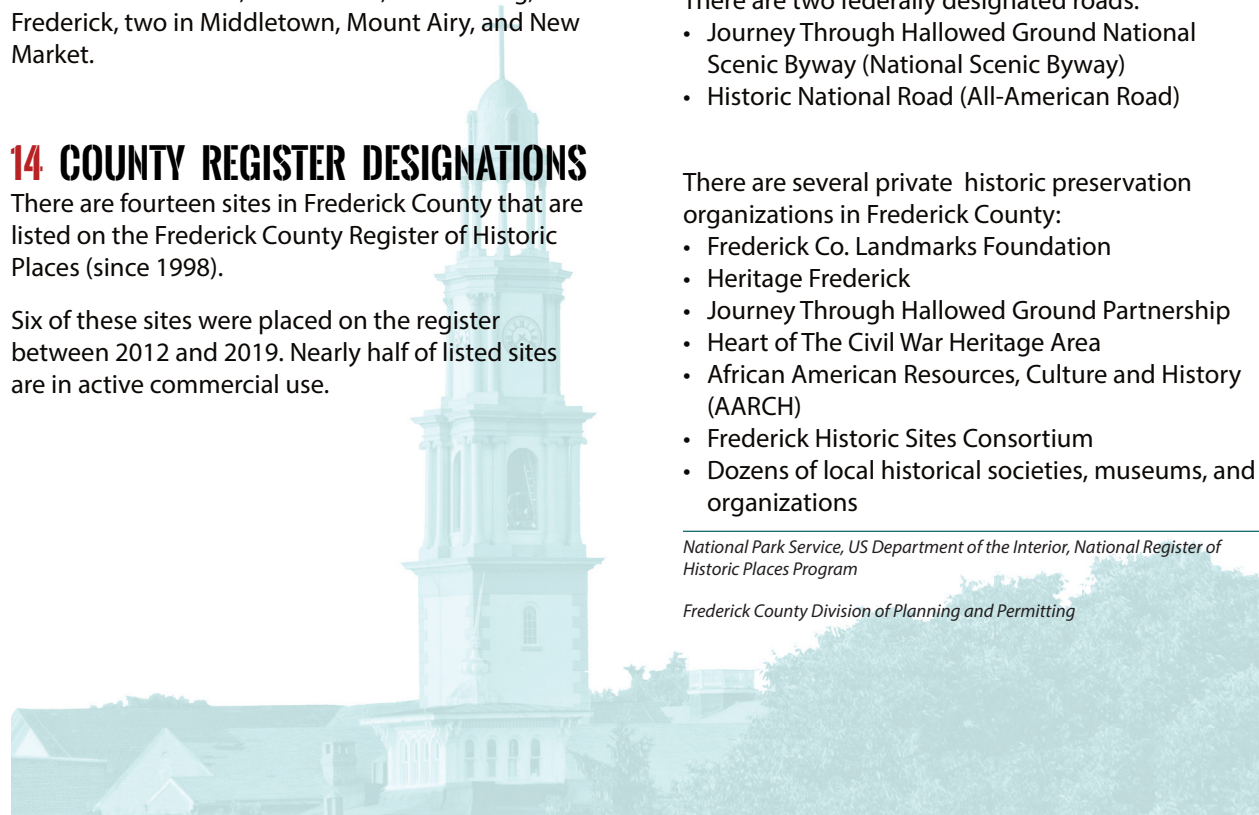 Frederick, two in Middletown, Mount Airy, and New
Market.
14 COUNTY REGISTER DESIGNATIONS
There are fourteen sites in Frederick County that are
listed on the Frederick County Register of Historic
Places (since 1998).
Six of these sites were placed on the register
between 2012 and 2019. Nearly half of listed sites
are in active commercial use.
There are two federally designated roads:
• Journey Through Hallowed Ground National
Scenic Byway (National Scenic Byway)
• Historic National Road (All-American Road)
There are several private  historic preservation
organizations in Frederick County:
• Frederick Co. Landmarks Foundation
• Heritage Frederick
• Journey Through Hallowed Ground Partnership
• Heart of The Civil War Heritage Area
• African American Resources, Culture and History
(AARCH)
• Frederick Historic Sites Consortium
• Dozens of local historical societies, museums, and
organizations
National Park Service, US Department of the Interior, National Register of
Historic Places Program
Frederick County Division of Planning and Permitting